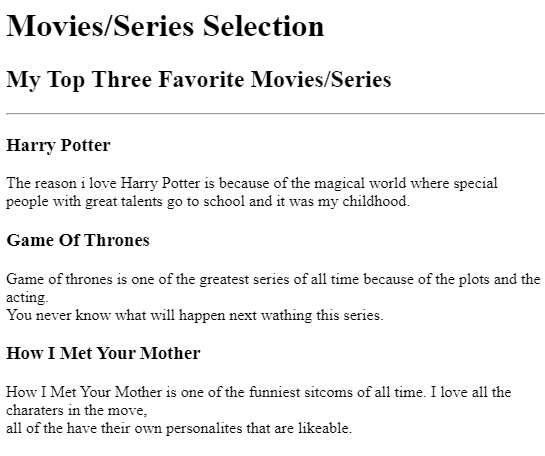 Movies/Series Selection
My Top Three Favorite Movies/Series
Harry Potter
The reason i love Harry Potter is because of the magical world where special
people with great talents go to school and it was my childhood.
Game Of Thrones
Game of thrones is one of the greatest series of all time because of the plots and the
acting.
You never know what will happen next wathing this series.
How I Met Your Mother
How I Met Your Mother is one of the funniest sitcoms of all time. I love all the
charaters in the move,
all of the have their own personalites that are likeable.